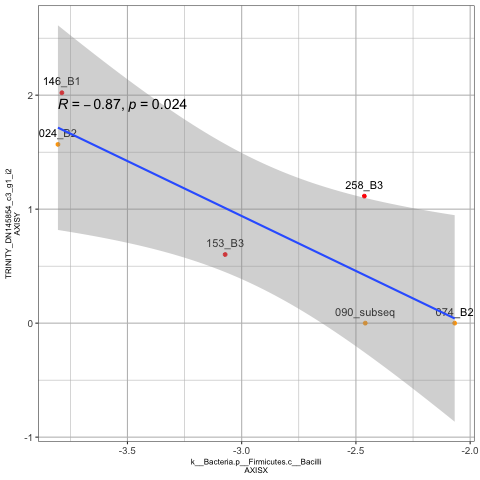 146_B1
R = −0.87, p = 0.024
024_B2
258_B3
153_B3
090_subseq
074_B2
2
1
0
-1
-3.5
-3.0
-2.5
-2.0
TRINITY_DN145854_c3_g1_i2
AXISY
k__Bacteria.p__Firmicutes.c__Bacilli
AXISX